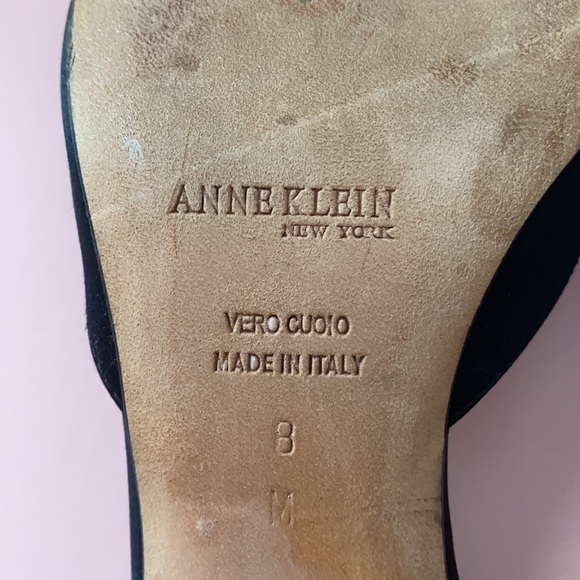 ANNE KLEIN
NEW YORK
VERO CUOIO
MADE IN ITALY
8
M